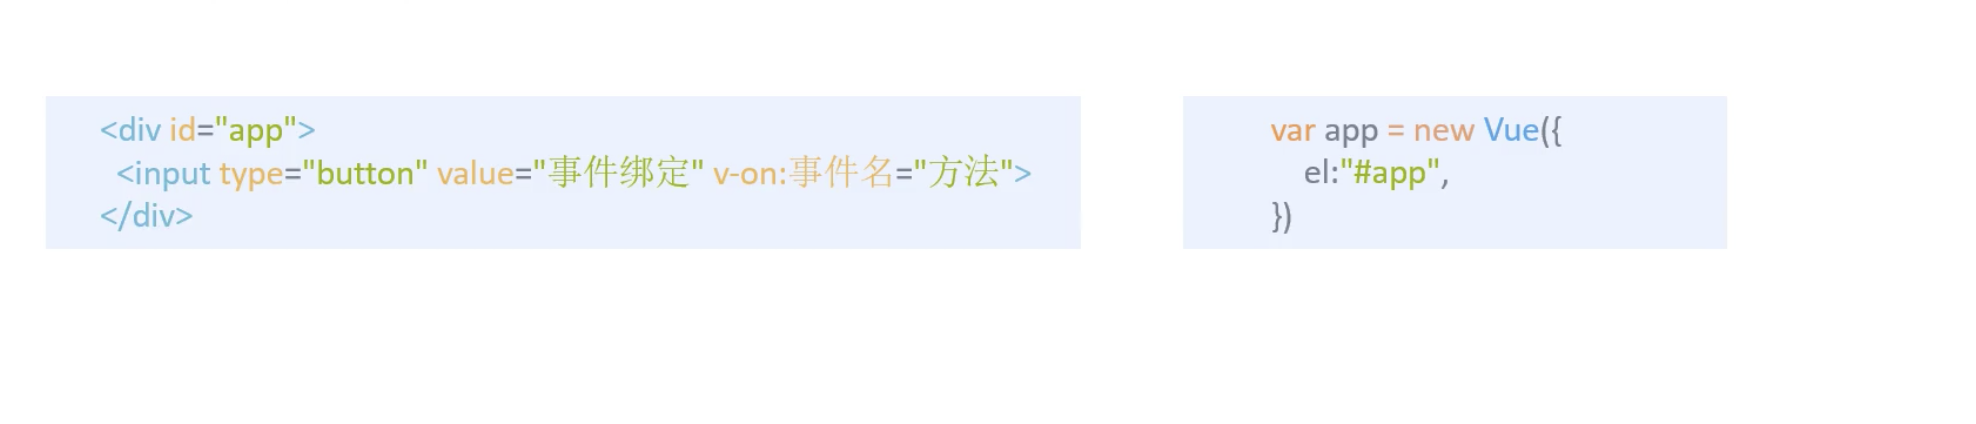 <div id="app">
<input type="button" value="事件绑定" v-on:事件名="方法">
</div>
var app = new Vue({
el:"#app",
})